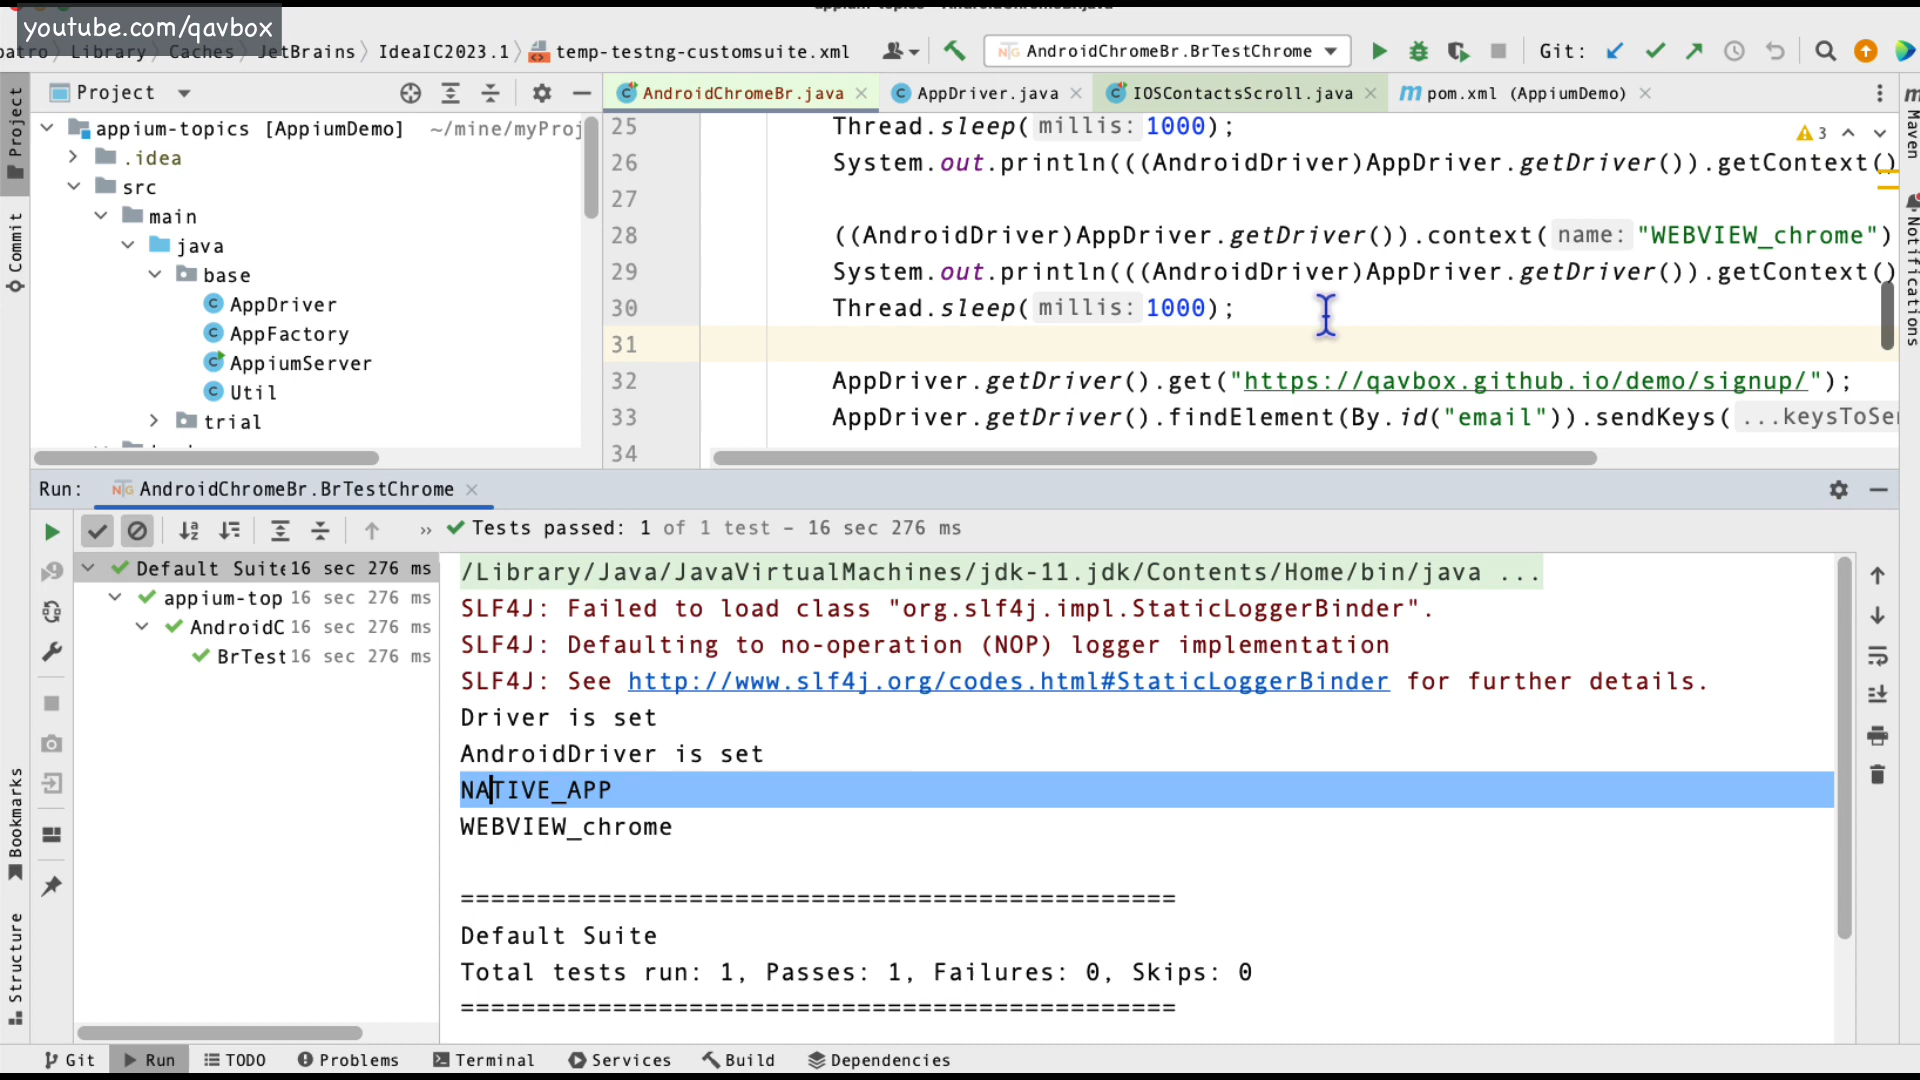 youtube.com/qavbox
Library Caches JetBrains IdeaIC2023.1 temp-testng-customsuite.xml AndroidChromeBr.BrTestChrome Git:
Project
AndroidChromeBr.java AppDriver.java IOSContactsScroll.java pom.xml (AppiumDemo)
appium-topics [AppiumDemo] ~/mine/myProj
.idea
src
main
java
base
AppDriver
AppFactory
AppiumServer
Util
trial
25 Thread.sleep( millis: 1000);
26 System.out.println(((AndroidDriver)AppDriver.getDriver()).getContext()
27
28 ((AndroidDriver)AppDriver.getDriver()).context( name: "WEBVIEW_chrome")
29 System.out.println(((AndroidDriver)AppDriver.getDriver()).getContext()
30 Thread.sleep( millis: 1000);
31
32 AppDriver.getDriver().get("https://qavbox.github.io/demo/signup/");
33 AppDriver.getDriver().findElement(By.id("email")).sendKeys( ...keysToSen
34
3
Project
Commit
Bookmarks
Structure
Maven
Notifications
Run: AndroidChromeBr.BrTestChrome
Tests passed: 1 of 1 test – 16 sec 276 ms
Default Suite 16 sec 276 ms
appium-top 16 sec 276 ms
AndroidC 16 sec 276 ms
BrTest 16 sec 276 ms
/Library/Java/JavaVirtualMachines/jdk-11.jdk/Contents/Home/bin/java ...
SLF4J: Failed to load class "org.slf4j.impl.StaticLoggerBinder".
SLF4J: Defaulting to no-operation (NOP) logger implementation
SLF4J: See http://www.slf4j.org/codes.html#StaticLoggerBinder for further details.
Driver is set
AndroidDriver is set
NATIVE_APP
WEBVIEW_chrome
===============================================
Default Suite
Total tests run: 1, Passes: 1, Failures: 0, Skips: 0
===============================================
Git Run TODO Problems Terminal Services Build Dependencies